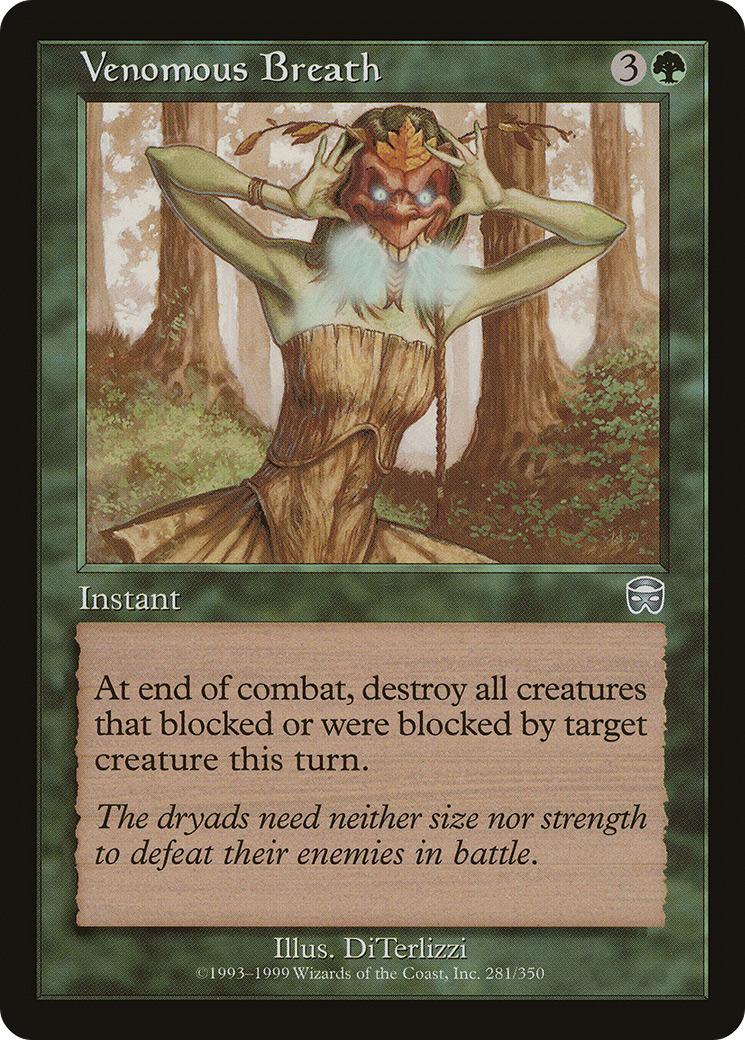 Venomous Breath 3
Instant
At end of combat, destroy all creatures
that blocked or were blocked by target
creature this turn.
The dryads need neither size nor strength
to defeat their enemies in battle.
Illus. DiTerlizzi
©1993–1999 Wizards of the Coast, Inc. 281/350